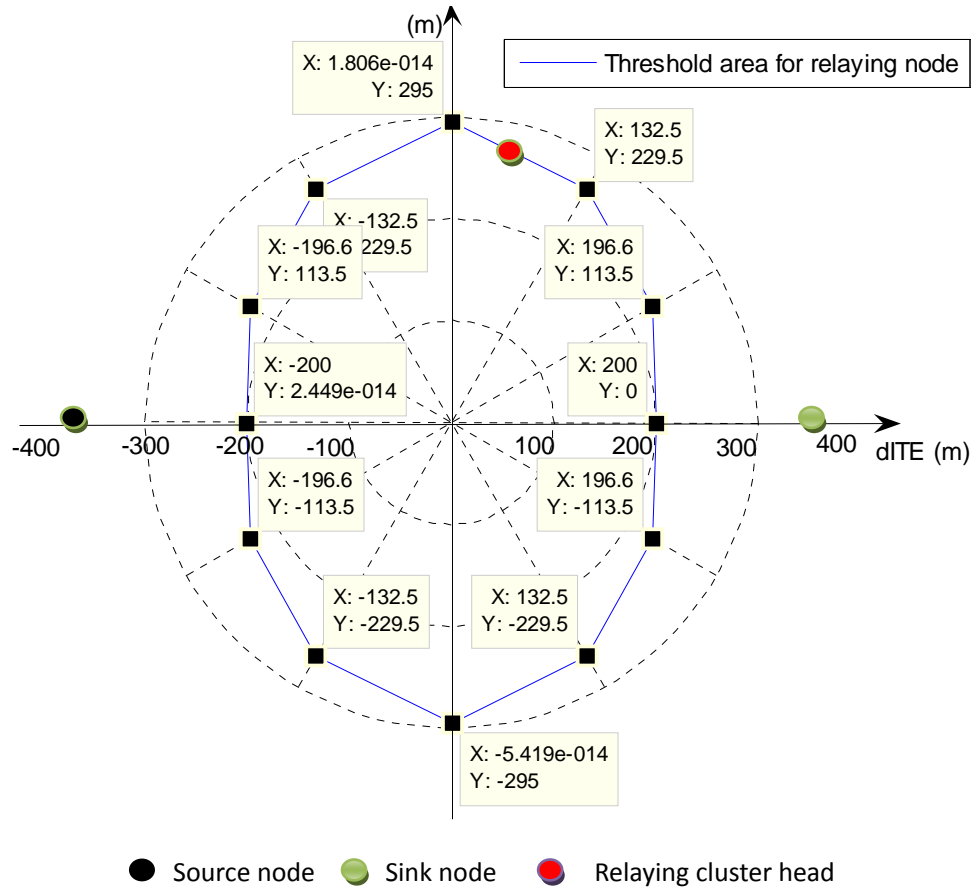 (m)
X: 1.806e-014
Y: 295
Threshold area for relaying node
X: 132.5
Y: 229.5
X: -132.5
229.5
X: -196.6
Y: 113.5
X: 196.6
Y: 113.5
X: -200
Y: 2.449e-014
X: 200
Y: 0
-400 -300 -200 -100 100 200 300 400
dITE (m)
X: -196.6
Y: -113.5
X: 196.6
Y: -113.5
X: -132.5
Y: -229.5
X: 132.5
Y: -229.5
X: -5.419e-014
Y: -295
Source node Sink node Relaying cluster head